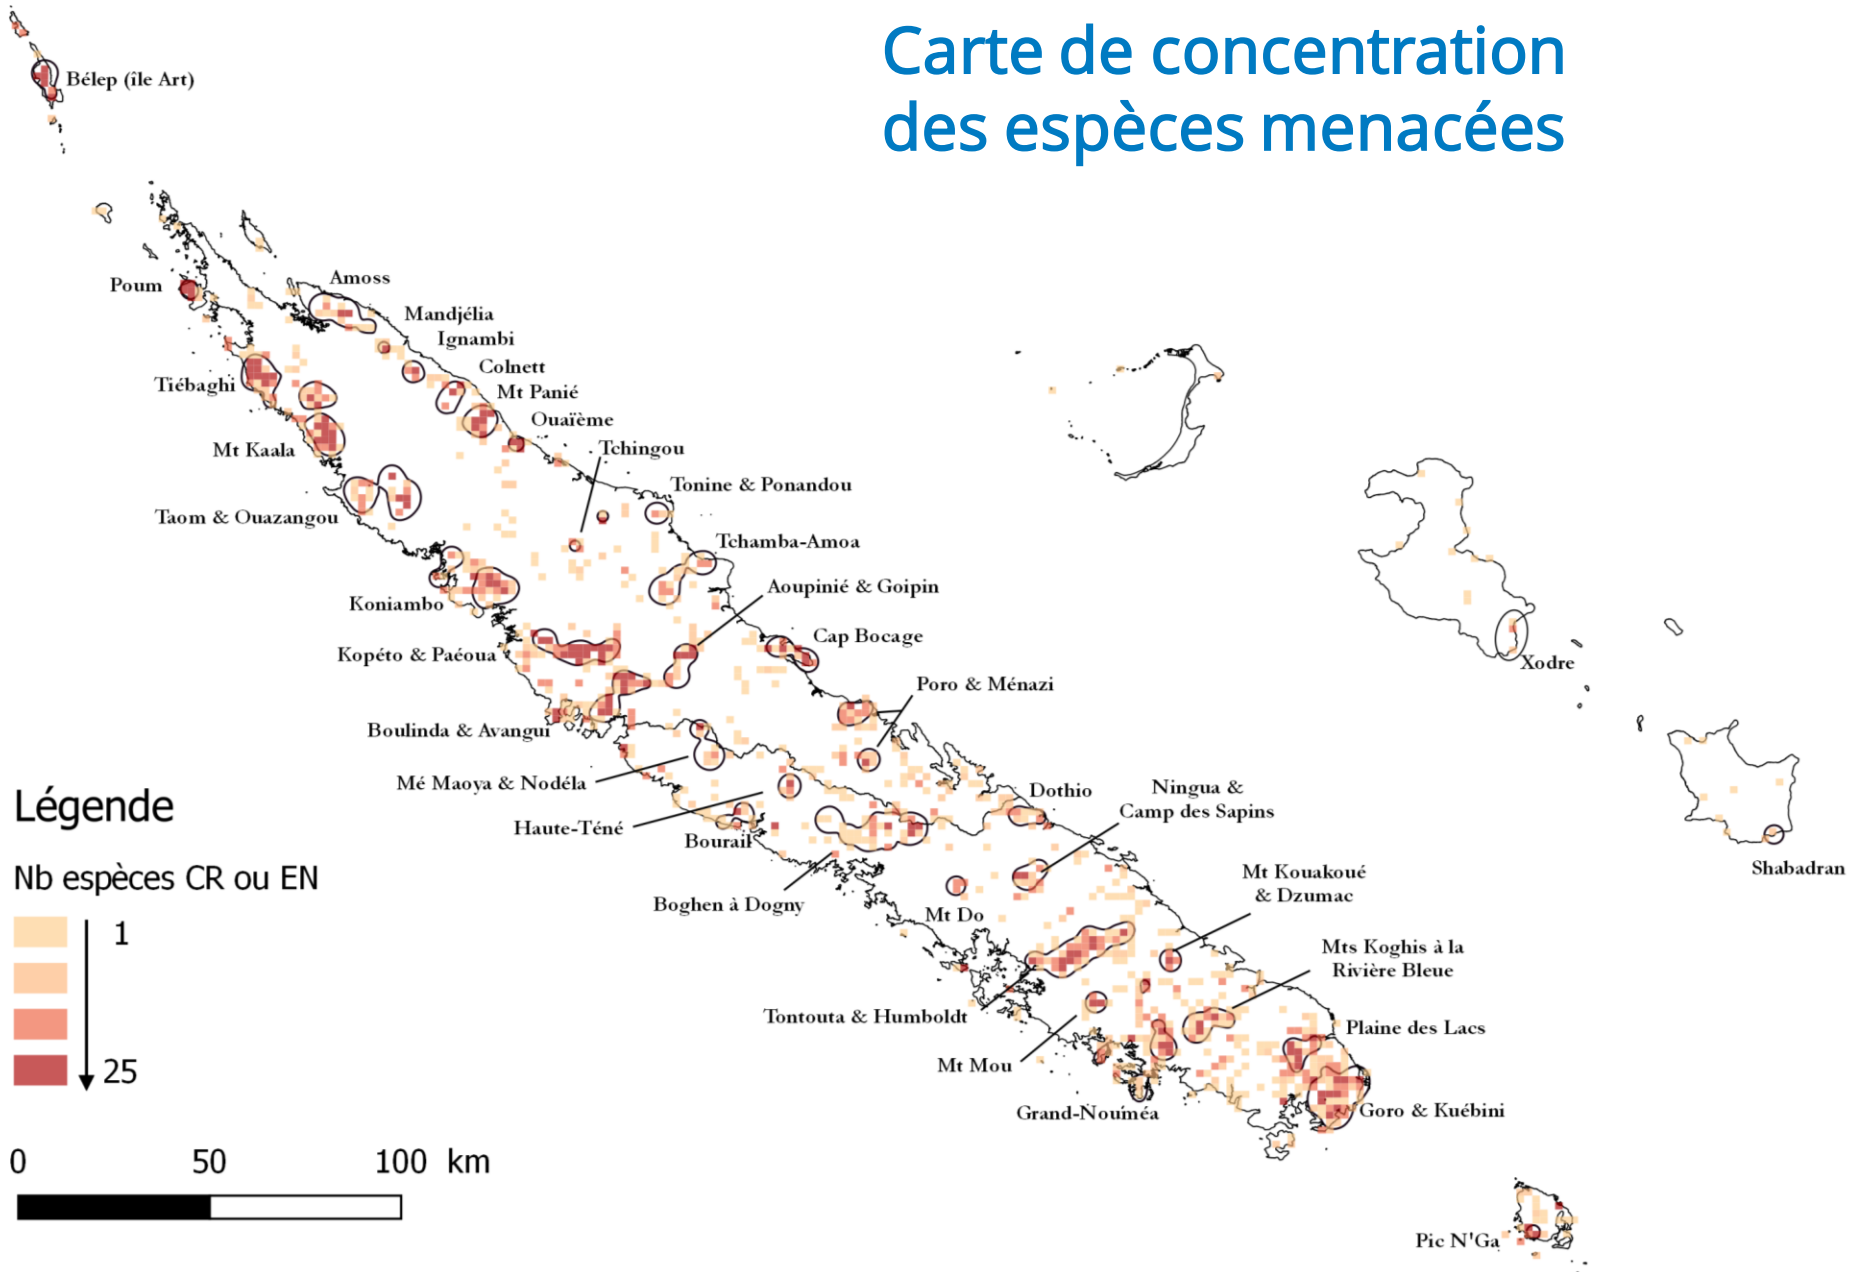 Carte de concentration
des espèces menacées
Bélep (île Art)
Poum
Amoss
Mandjélia
Ignambi
Colnett
Mt Panié
Ouaïème
Tiébaghi
Mt Kaala
Tchingou
Tonine & Ponandou
Taom & Ouazangou
Tchamba-Amoa
Aoupinié & Goipin
Koniambo
Cap Bocage
Kopéto & Paéoua
Xodre
Poro & Ménazi
Boulinda & Avangui
Mé Maoya & Nodéla
Dothio
Ningua &
Camp des Sapins
Haute-Téné
Bourail
Shabadran
Mt Kouakoué
& Dzumac
Boghen à Dogny
Mt Do
Mts Koghis à la
Rivière Bleue
Tontouta & Humboldt
Plaine des Lacs
Mt Mou
Grand-Nouméa
Goro & Kuébini
Pic N'Ga
Légende
Nb espèces CR ou EN
1
25
0 50 100 km